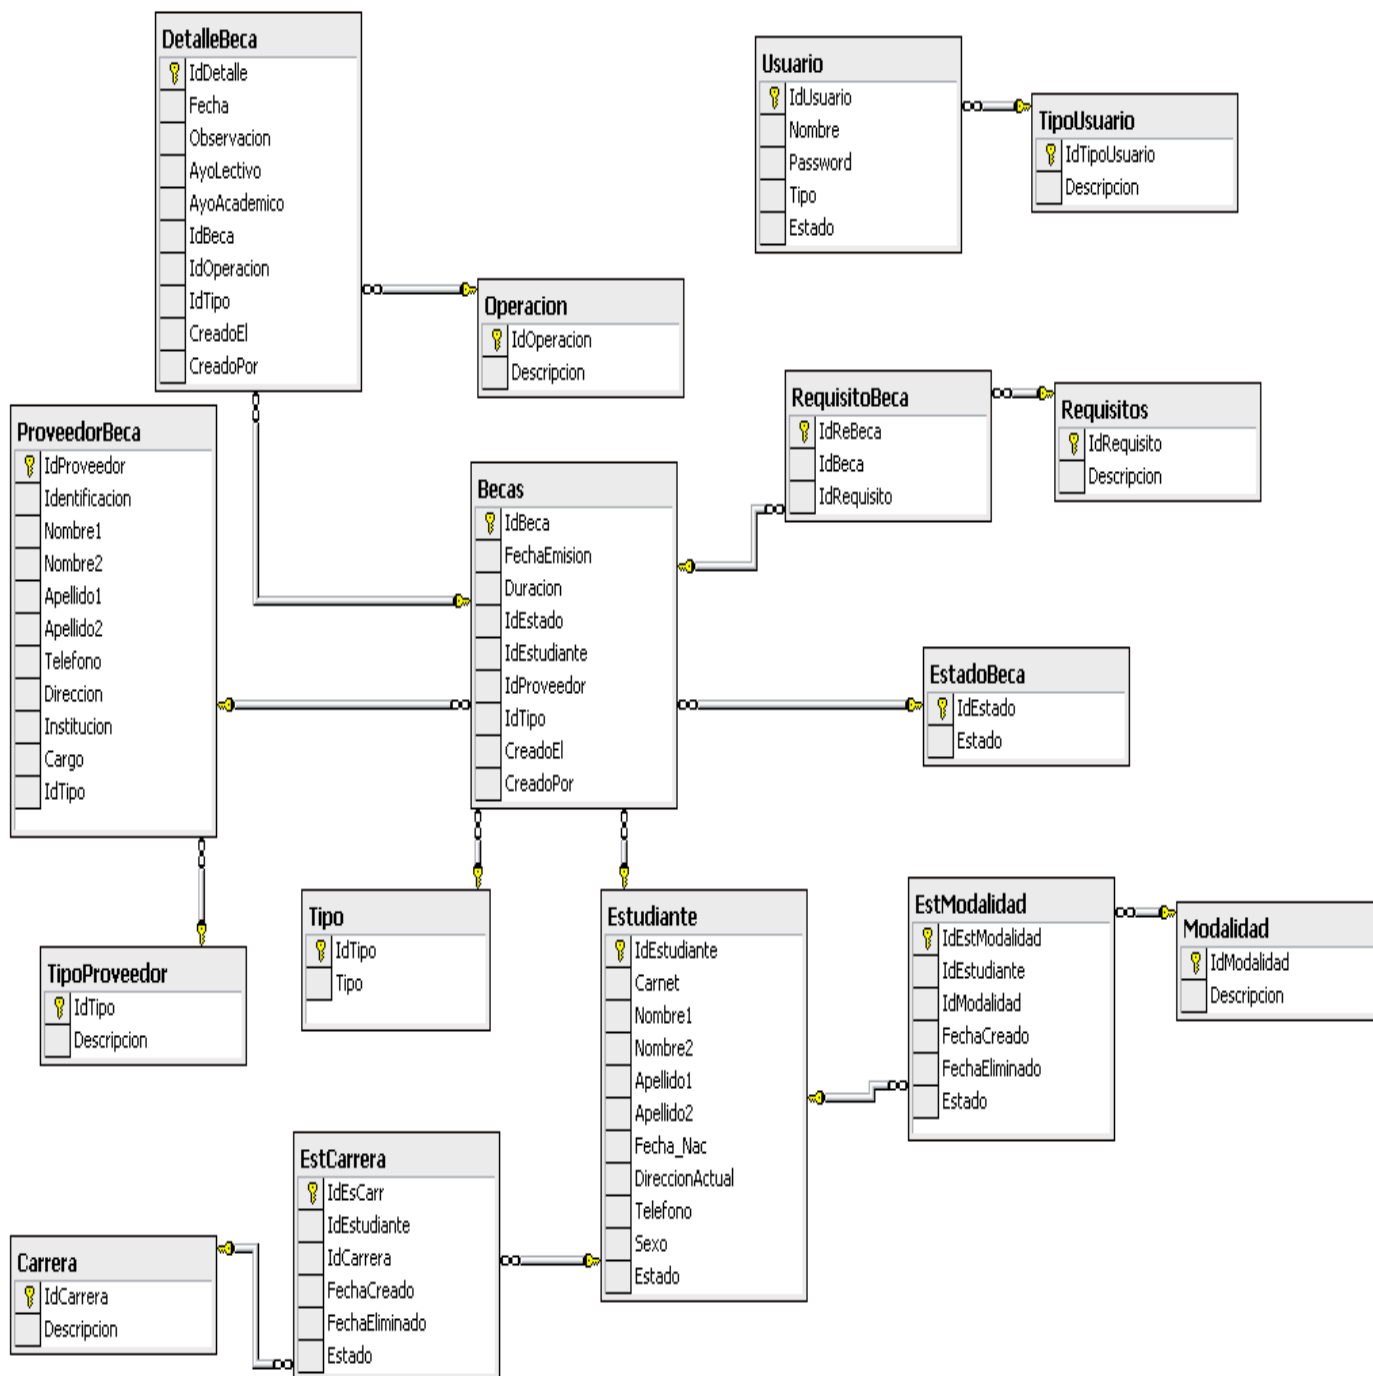 DetalleBeca
IdDetalle
Fecha
Observacion
AyoLectivo
AyoAcademico
IdBeca
IdOperacion
IdTipo
CreadoEl
CreadoPor
Usuario
IdUsuario
Nombre
Password
Tipo
Estado
TipoUsuario
IdTipoUsuario
Descripcion
Operacion
IdOperacion
Descripcion
ProveedorBeca
IdProveedor
Identificacion
Nombre1
Nombre2
Apellido1
Apellido2
Telefono
Direccion
Institucion
Cargo
IdTipo
Becas
IdBeca
FechaEmision
Duracion
IdEstado
IdEstudiante
IdProveedor
IdTipo
CreadoEl
CreadoPor
RequisitoBeca
IdReBeca
IdBeca
IdRequisito
Requisitos
IdRequisito
Descripcion
EstadoBeca
IdEstado
Estado
TipoProveedor
IdTipo
Descripcion
Tipo
IdTipo
Tipo
Estudiante
IdEstudiante
Carnet
Nombre1
Nombre2
Apellido1
Apellido2
Fecha_Nac
DireccionActual
Telefono
Sexo
Estado
EstModalidad
IdEstModalidad
IdEstudiante
IdModalidad
FechaCreado
FechaEliminado
Estado
Modalidad
IdModalidad
Descripcion
EstCarrera
IdEsCarr
IdEstudiante
IdCarrera
FechaCreado
FechaEliminado
Estado
Carrera
IdCarrera
Descripcion